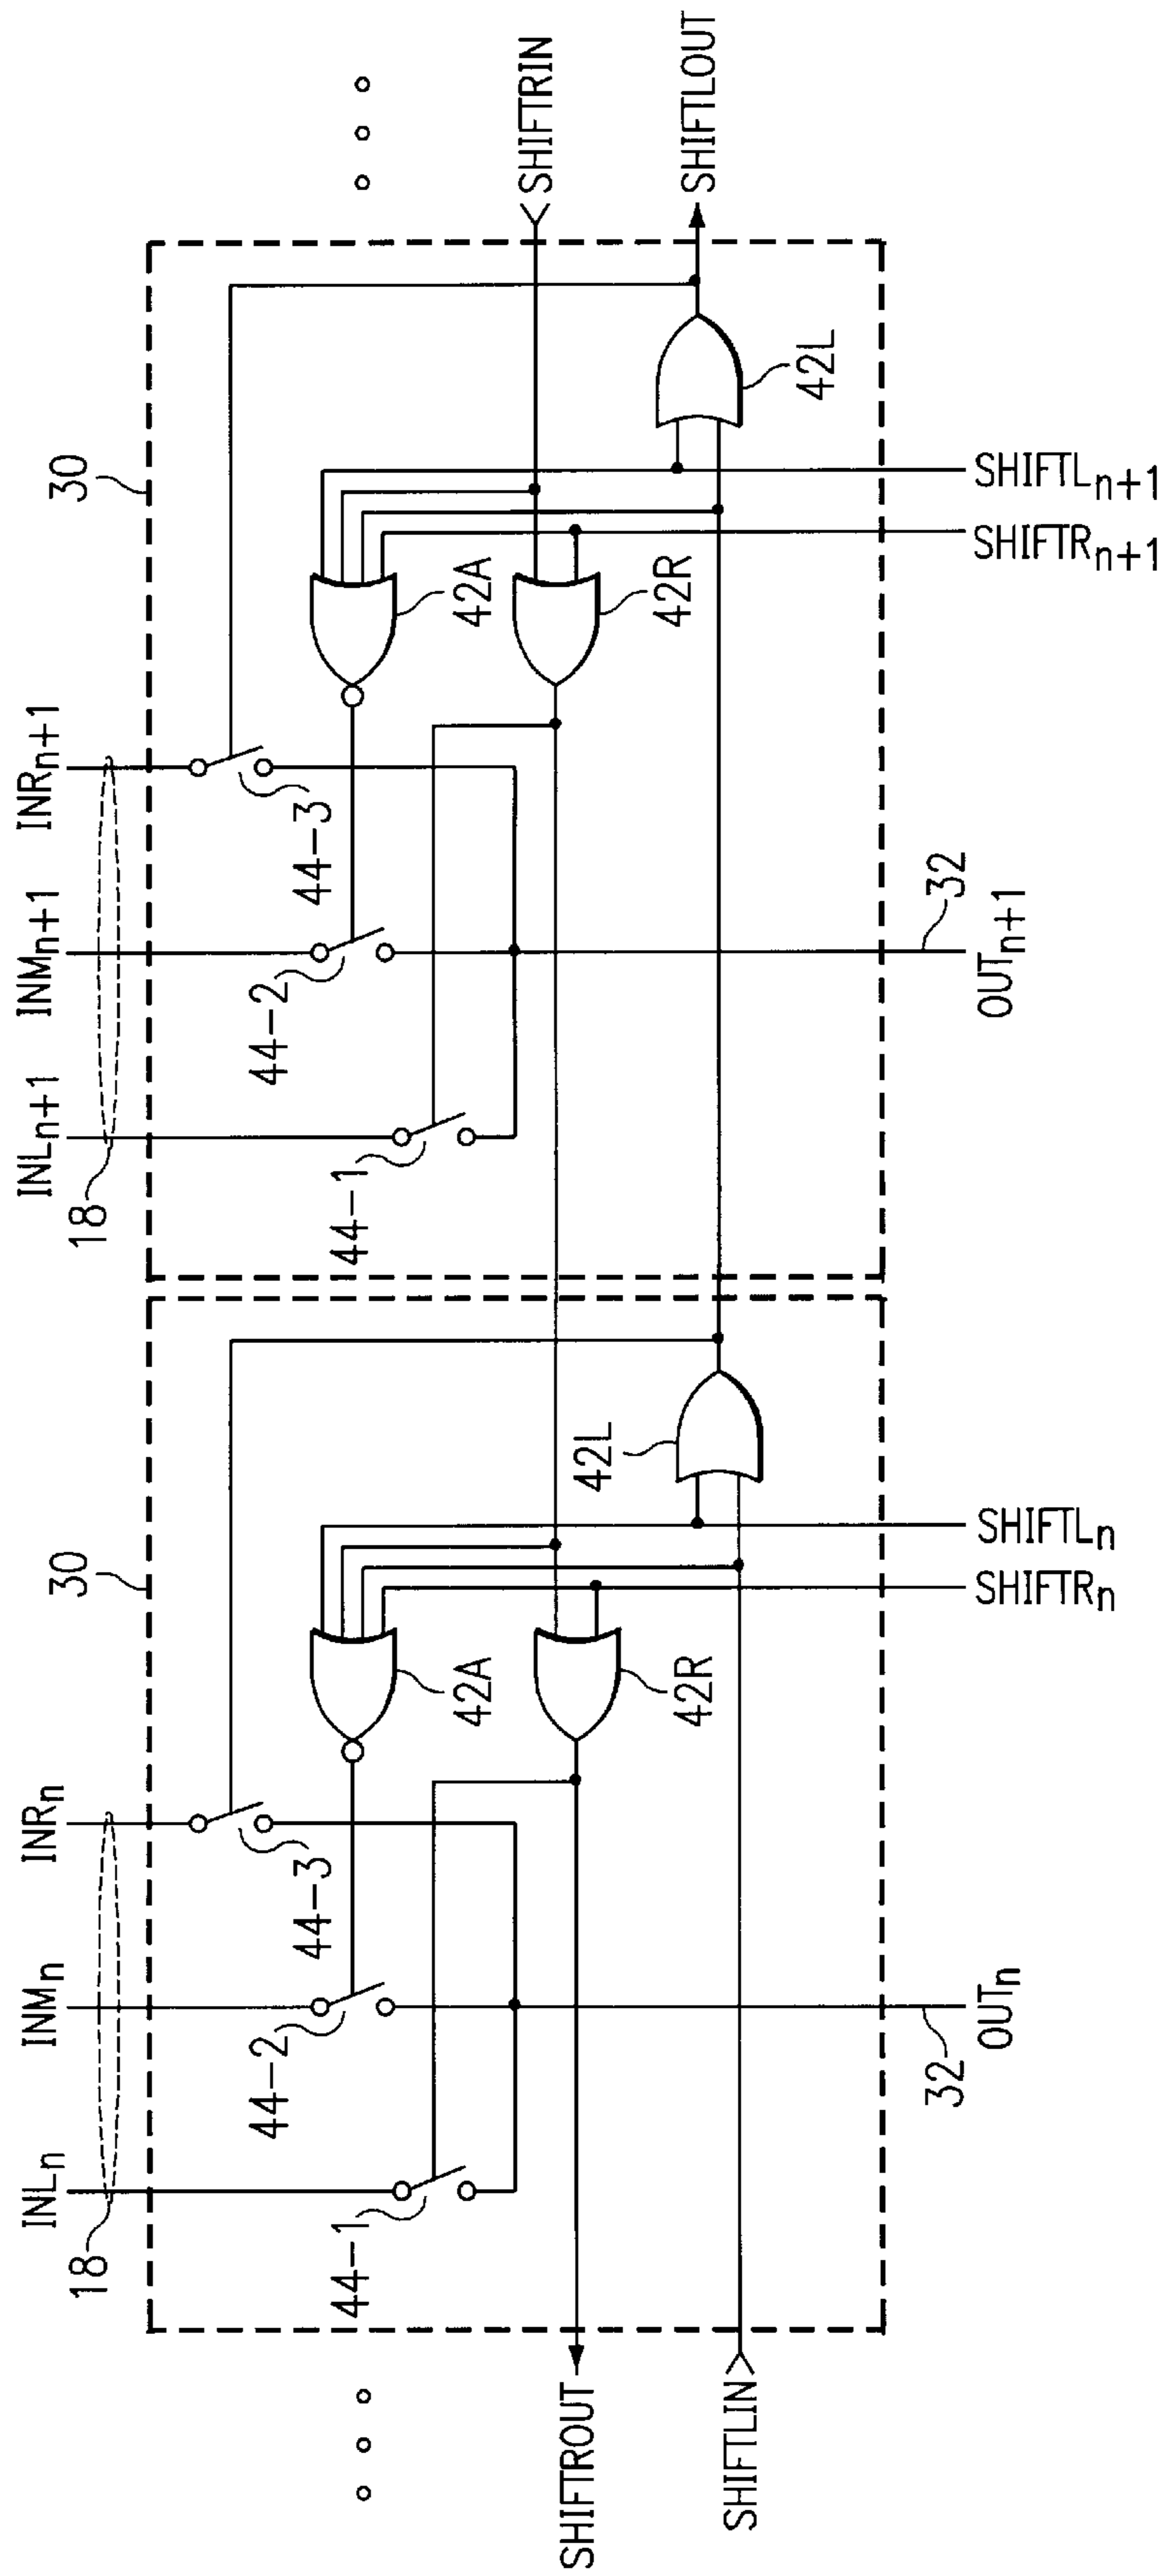 INLn
INMn
INRn
INLn+1
INMn+1
INRn+1
18
18
30
30
44-1
44-2
44-3
44-1
44-2
44-3
42A
42A
42R
42R
42L
42L
SHIFTROUT
SHIFTRIN
SHIFTLIN
SHIFTLOUT
32
OUTn
SHIFTRn
SHIFTLn
32
OUTn+1
SHIFTRn+1
SHIFTLn+1